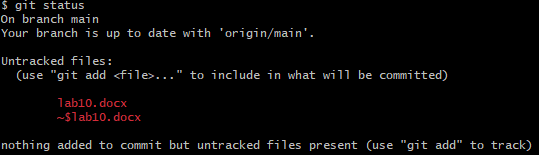 $ git status
On branch main
Your branch is up to date with 'origin/main'.
Untracked files:
(use "git add <file>..." to include in what will be committed)
lab10.docx
~$lab10.docx
nothing added to commit but untracked files present (use "git add" to track)